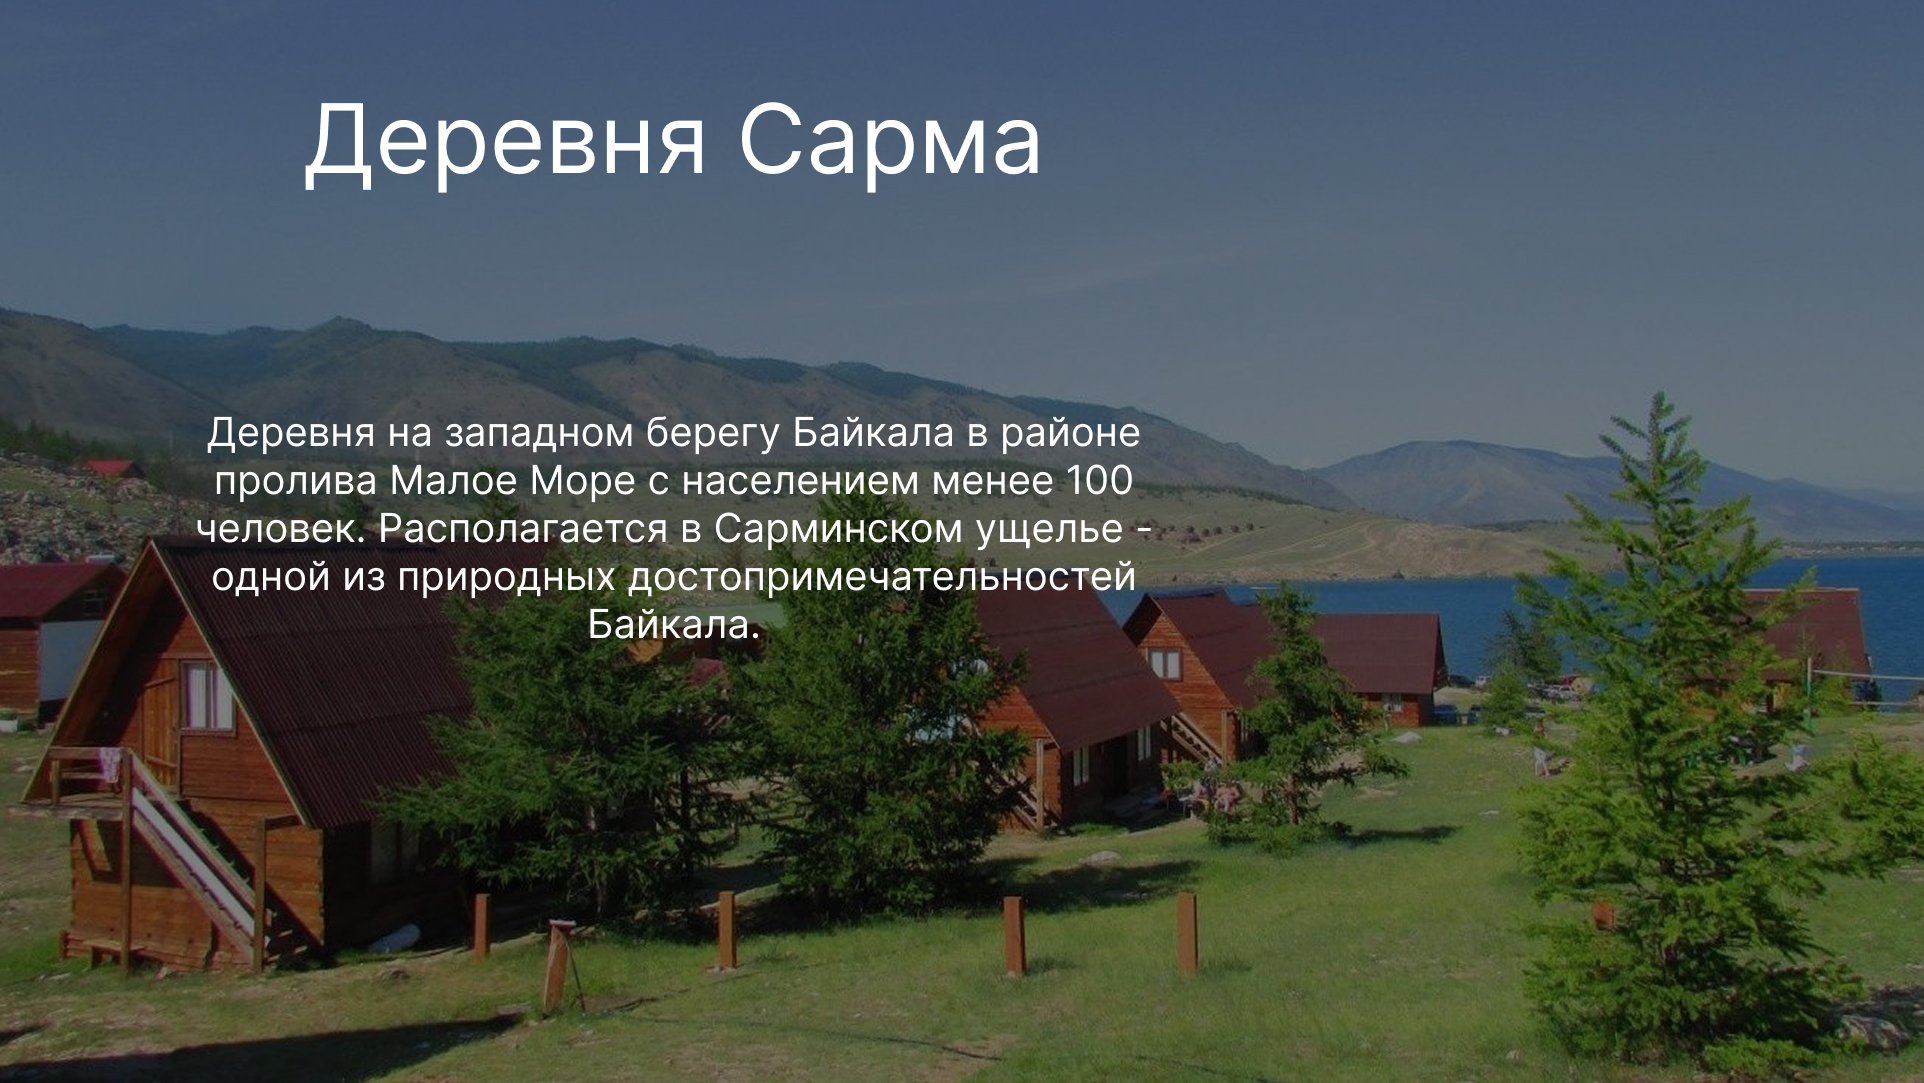 Деревня Сарма
Деревня на западном берегу Байкала в районе
пролива Малое Море с населением менее 100
человек. Располагается в Сарминском ущелье -
одной из природных достопримечательностей
Байкала.